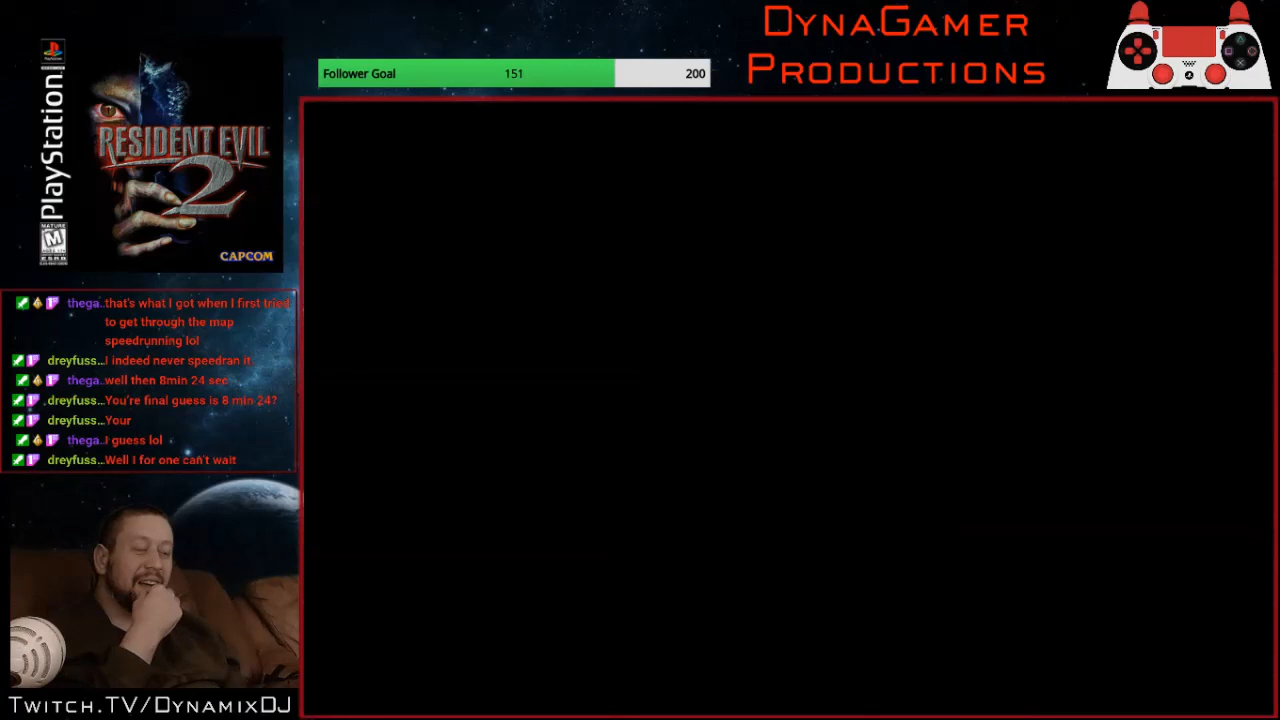 DynaGamer
Productions
Follower Goal 151 200
PlayStation
RESIDENT EVIL
2
MATURE
M
ESRB
CAPCOM
thega.. that's what I got when I first tried
to get through the map
speedrunning lol
dreyfuss... I indeed never speedran it
thega.. well then 8min 24 sec
dreyfuss... You're final guess is 8 min 24?
dreyfuss... Your
thega.. I guess lol
dreyfuss... Well I for one can't wait
Twitch.TV/DynamixDJ